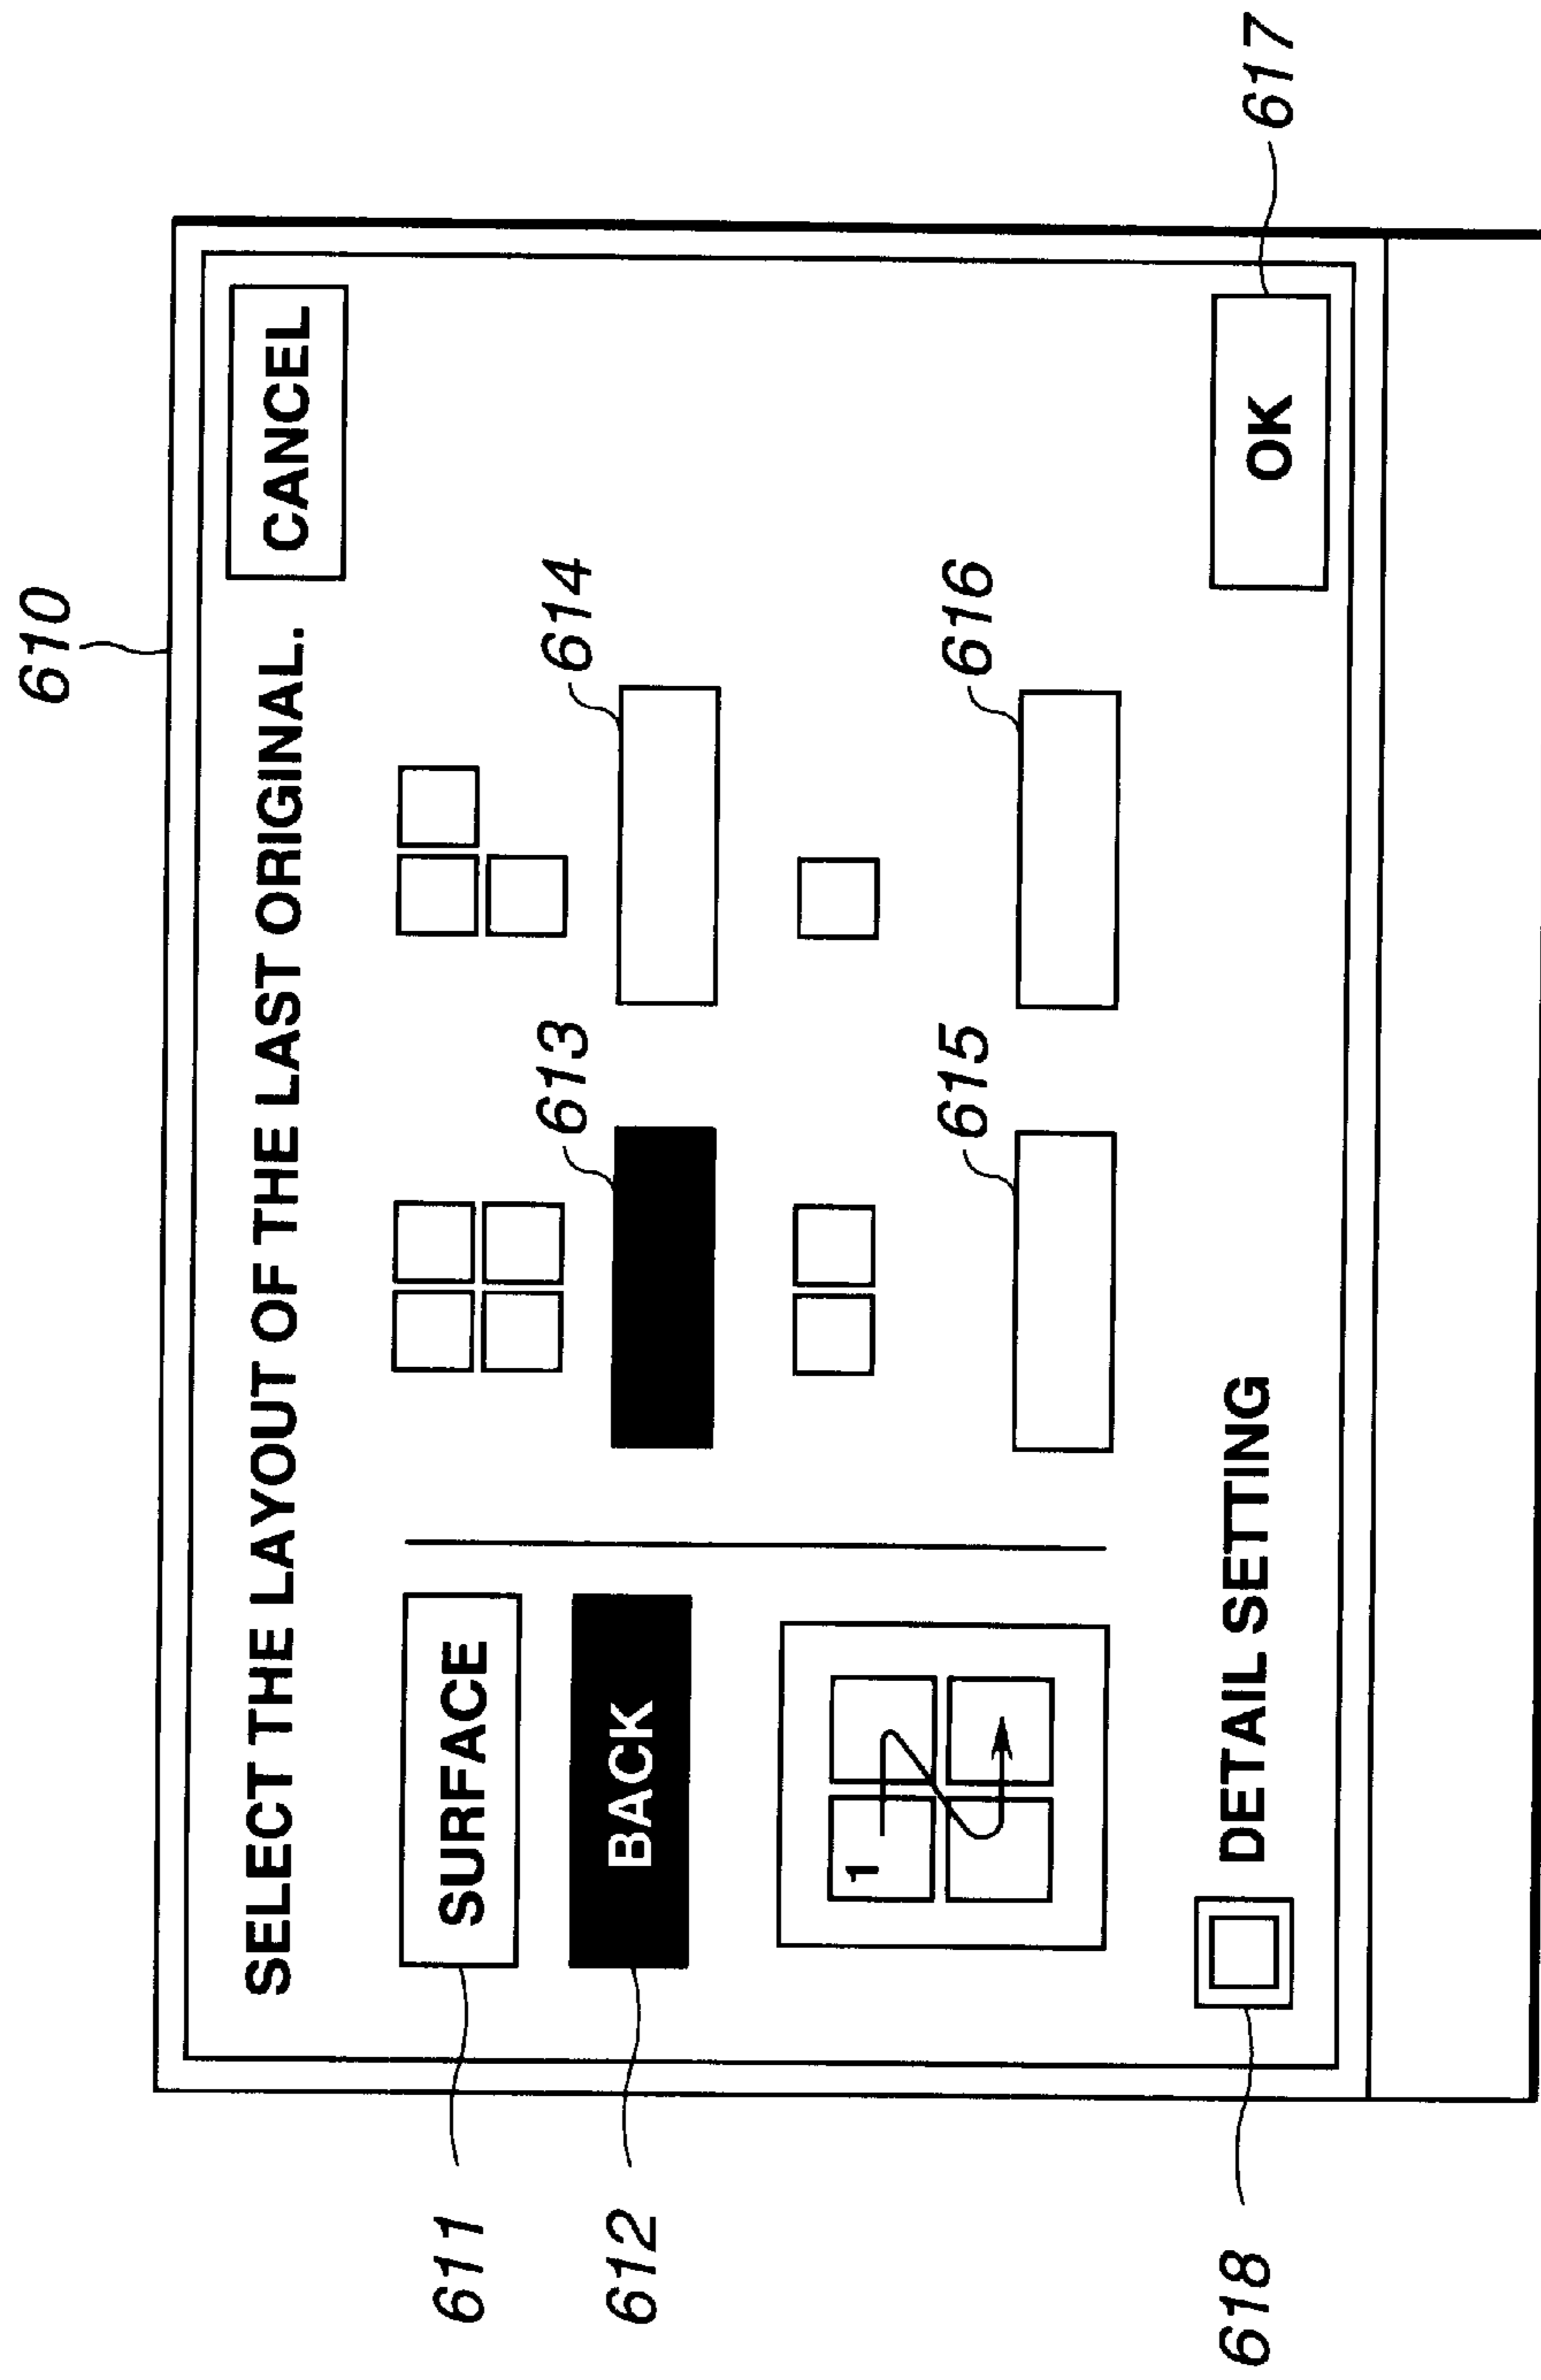 610
SELECT THE LAYOUT OF THE LAST ORIGINAL.
CANCEL
611
SURFACE
612
BACK
613
614
1
615
616
618
DETAIL SETTING
OK
617